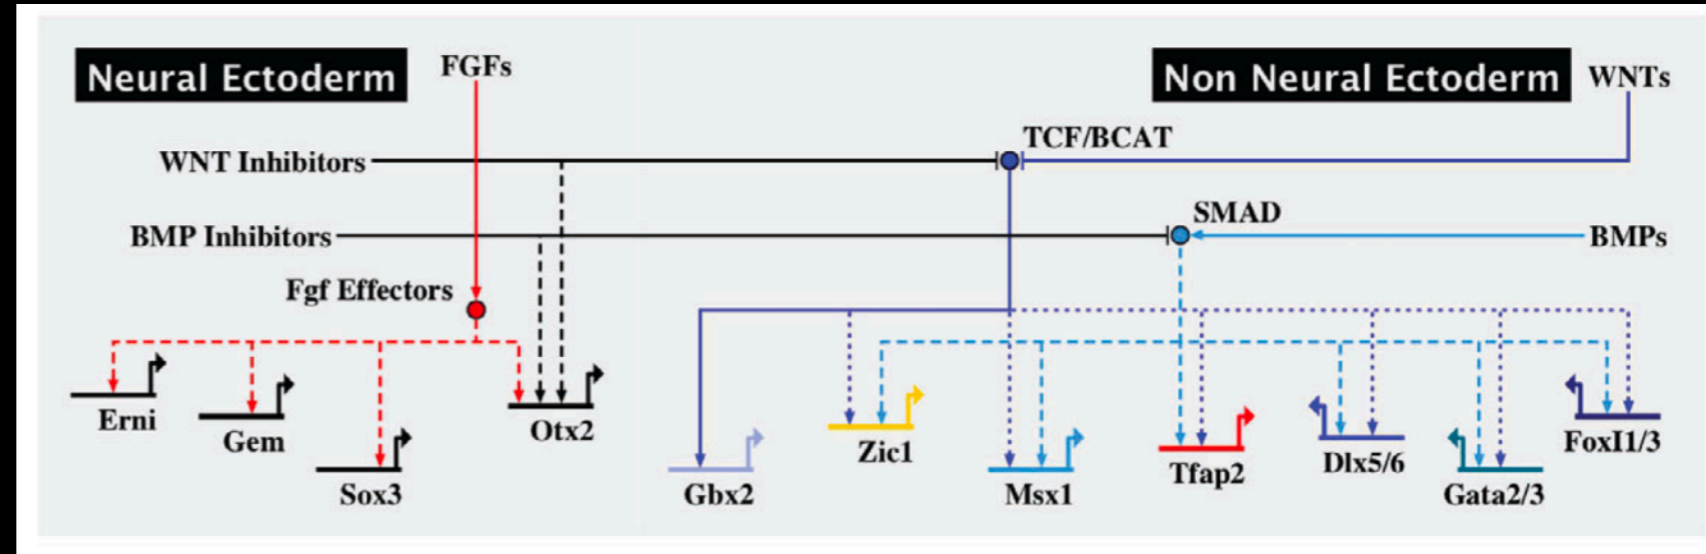 Neural Ectoderm
FGFs
Non Neural Ectoderm
WNTs
TCF/BCAT
WNT Inhibitors
SMAD
BMP Inhibitors
BMPs
Fgf Effectors
Erni
Gem
Sox3
Otx2
Gbx2
Zic1
Msx1
Tfap2
Dlx5/6
Gata2/3
FoxI1/3